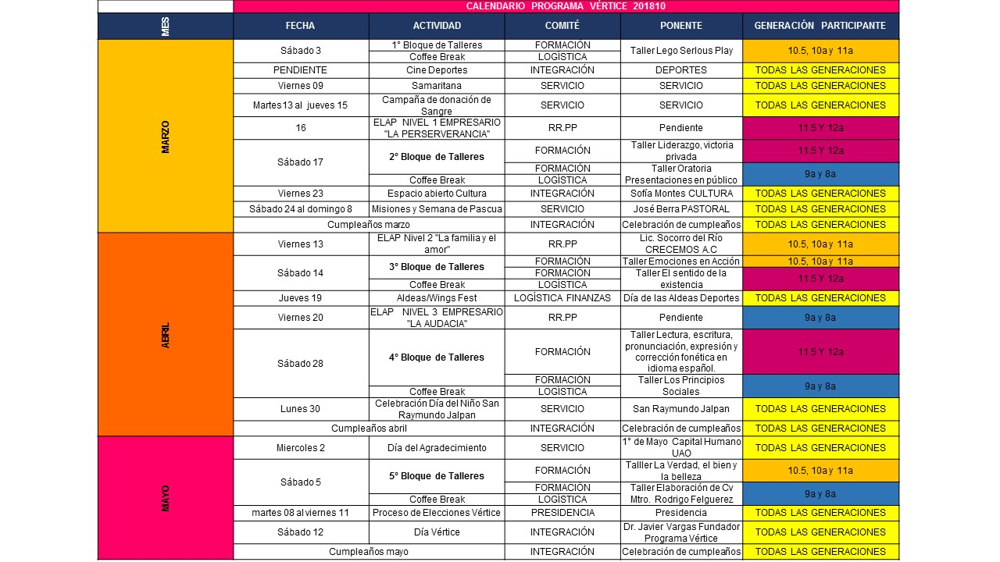 CALENDARIO PROGRAMA VÉRTICE 201810
MES FECHA ACTIVIDAD COMITÉ PONENTE GENERACIÓN PARTICIPANTE
MARZO
Sábado 3 1° Bloque de Talleres FORMACIÓN Taller Lego Serlous Play 10.5, 10a y 11a
Coffee Break LOGÍSTICA
PENDIENTE Cine Deportes INTEGRACIÓN DEPORTES TODAS LAS GENERACIONES
Viernes 09 Samaritana SERVICIO SERVICIO TODAS LAS GENERACIONES
Martes 13 al jueves 15 Campaña de donación de SERVICIO SERVICIO TODAS LAS GENERACIONES
Sangre
16 ELAP NIVEL 1 EMPRESARIO RR.PP Pendiente 11.5 Y 12a
"LA PERSERVERANCIA"
Sábado 17 2º Bloque de Talleres FORMACIÓN Taller Liderazgo, victoria 11.5 Y 12a
privada
FORMACIÓN Taller Oratoria 9a y 8a
Coffee Break LOGÍSTICA Presentaciones en público
Viernes 23 Espacio abierto Cultura INTEGRACIÓN Sofía Montes CULTURA TODAS LAS GENERACIONES
Sábado 24 al domingo 8 Misiones y Semana de Pascua SERVICIO José Berra PASTORAL TODAS LAS GENERACIONES
Cumpleaños marzo INTEGRACIÓN Celebración de cumpleaños TODAS LAS GENERACIONES
ABRIL
Viernes 13 ELAP Nivel 2 "La familia y el RR.PP Lic. Socorro del Río 10.5, 10a y 11a
amor" CRECEMOS A.C
Sábado 14 3º Bloque de Talleres FORMACIÓN Taller Emociones en Acción 10.5, 10a y 11a
FORMACIÓN Taller El sentido de la 11.5 Y 12a
Coffee Break LOGÍSTICA existencia
Jueves 19 Aldeas/Wings Fest LOGÍSTICA FINANZAS Día de las Aldeas Deportes TODAS LAS GENERACIONES
Viernes 20 ELAP NIVEL 3 EMPRESARIO RR.PP Pendiente 9a y 8a
"LA AUDACIA"
Sábado 28 4º Bloque de Talleres FORMACIÓN Taller Lectura, escritura, 11.5 Y 12a
pronunciación, expresión y
corrección fonética en
idioma español.
FORMACIÓN Taller Los Principios 9a y 8a
Coffee Break LOGÍSTICA Sociales
Lunes 30 Celebración Día del Niño San SERVICIO San Raymundo Jalpan TODAS LAS GENERACIONES
Raymundo Jalpan
Cumpleaños abril INTEGRACIÓN Celebración de cumpleaños TODAS LAS GENERACIONES
MAYO
Miercoles 2 Día del Agradecimiento SERVICIO 1° de Mayo Capital Humano TODAS LAS GENERACIONES
UAO
Sábado 5 5º Bloque de Talleres FORMACIÓN Talller La Verdad, el bien y 10.5, 10a y 11a
la belleza
FORMACIÓN Taller Elaboración de Cv 9a y 8a
Coffee Break LOGÍSTICA Mtro. Rodrigo Felguerez
martes 08 al viernes 11 Proceso de Elecciones Vértice PRESIDENCIA Presidencia TODAS LAS GENERACIONES
Sábado 12 Día Vértice INTEGRACIÓN Dr. Javier Vargas Fundador TODAS LAS GENERACIONES
Programa Vértice
Cumpleaños mayo INTEGRACIÓN Celebración de cumpleaños TODAS LAS GENERACIONES